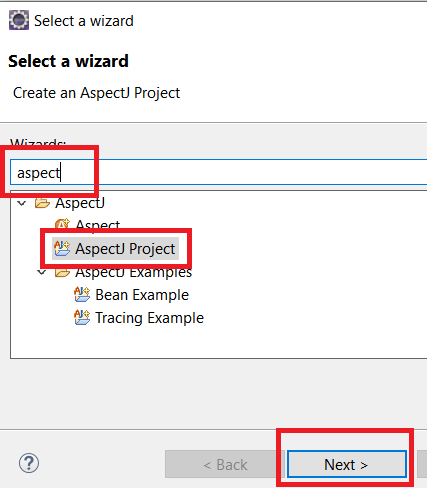 Select a wizard
Select a wizard
Create an AspectJ Project
Wizards:
aspect
AspectJ
Aspect
AspectJ Project
AspectJ Examples
Bean Example
Tracing Example
? < Back Next >